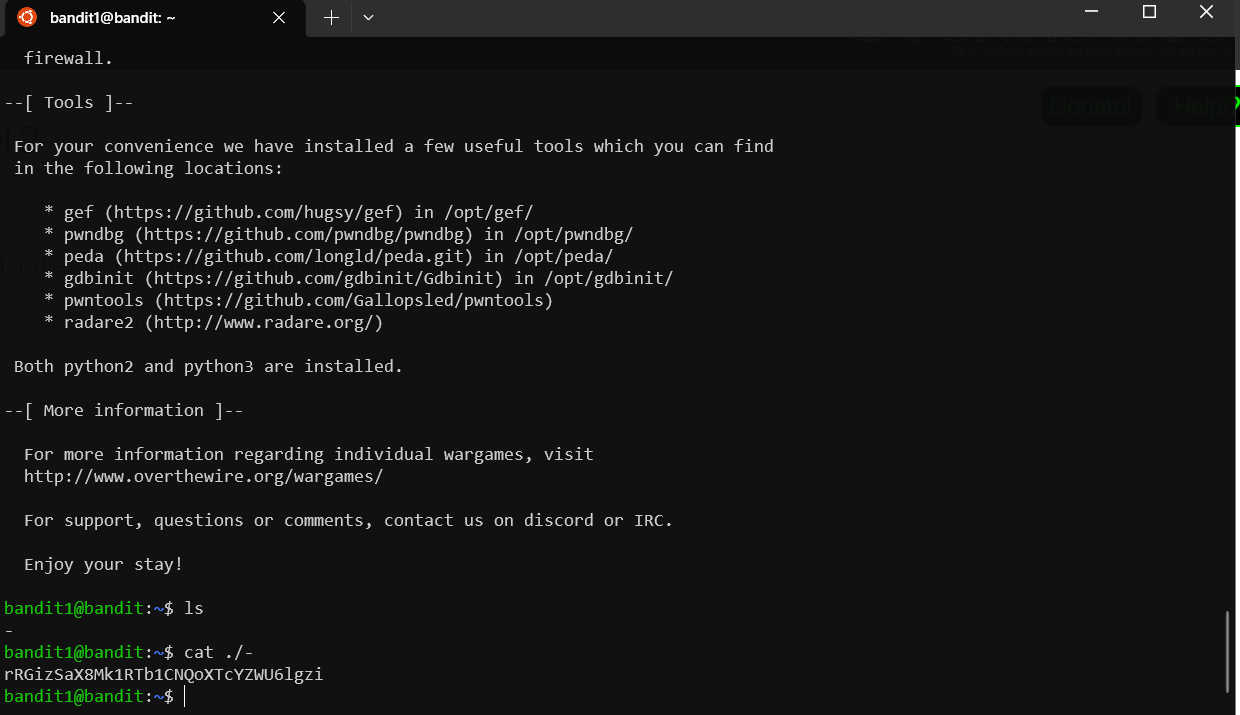 bandit1@bandit: ~
firewall.
--[ Tools ]--
Donate!
Help!?
For your convenience we have installed a few useful tools which you can find
in the following locations:
* gef (https://github.com/hugsy/gef) in /opt/gef/
* pwndbg (https://github.com/pwndbg/pwndbg) in /opt/pwndbg/
* peda (https://github.com/longld/peda.git) in /opt/peda/
* gdbinit (https://github.com/gdbinit/Gdbinit) in /opt/gdbinit/
* pwntools (https://github.com/Gallopsled/pwntools)
* radare2 (http://www.radare.org/)
Both python2 and python3 are installed.
--[ More information ]--
For more information regarding individual wargames, visit
http://www.overthewire.org/wargames/
For support, questions or comments, contact us on discord or IRC.
Enjoy your stay!
bandit1@bandit:~$ ls
-
bandit1@bandit:~$ cat ./-
rRGizSaX8Mk1RTb1CNQoXTcYZWU6lgzi
bandit1@bandit:~$